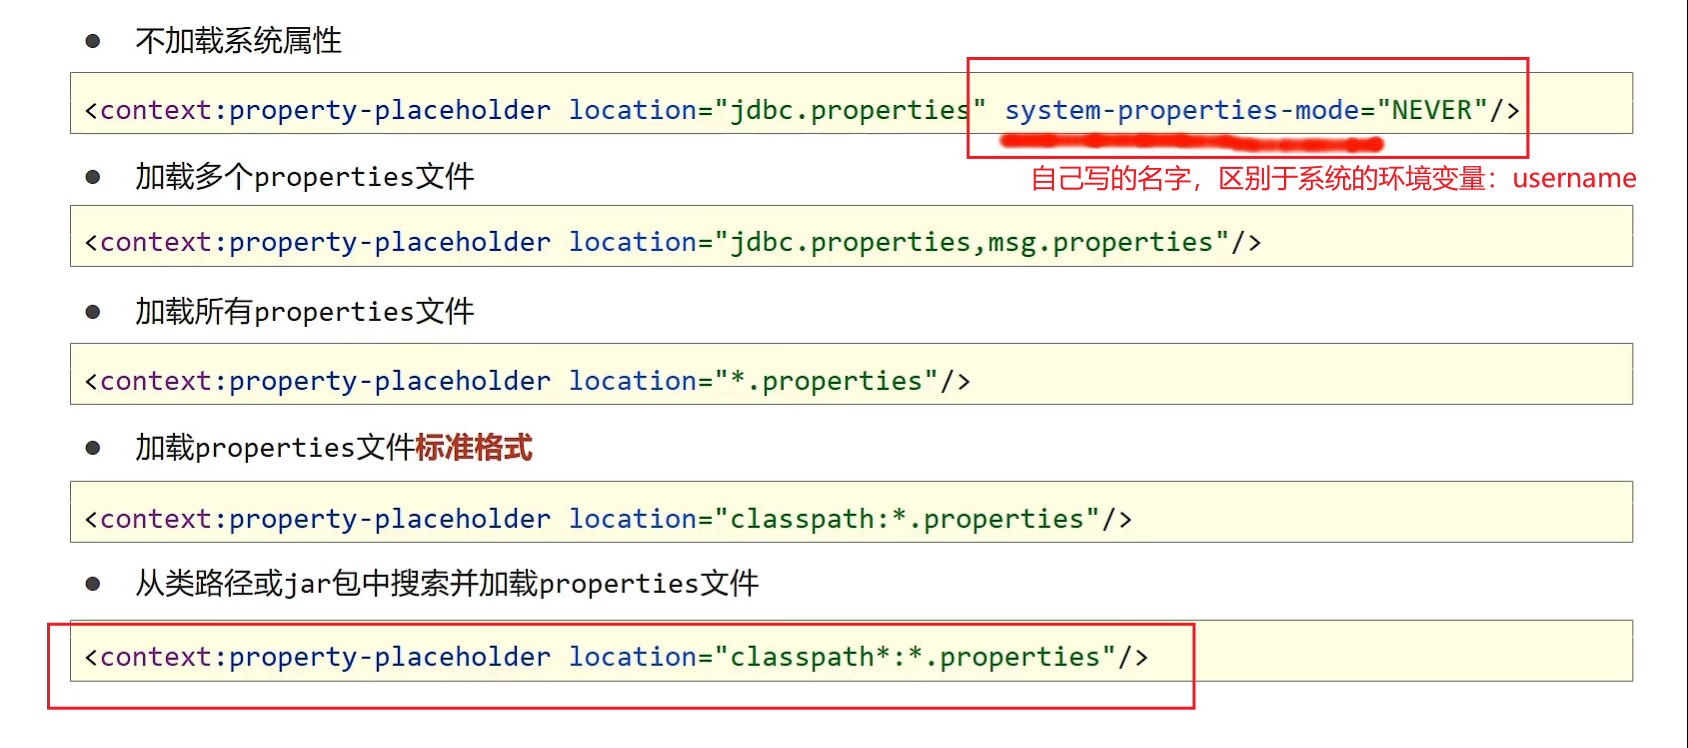 ● 不加载系统属性
<context:property-placeholder location="jdbc.properties" system-properties-mode="NEVER"/>
● 加载多个properties文件
自己写的名字，区别于系统的环境变量：username
<context:property-placeholder location="jdbc.properties,msg.properties"/>
● 加载所有properties文件
<context:property-placeholder location="*.properties"/>
● 加载properties文件标准格式
<context:property-placeholder location="classpath:*.properties"/>
● 从类路径或jar包中搜索并加载properties文件
<context:property-placeholder location="classpath*:*.properties"/>